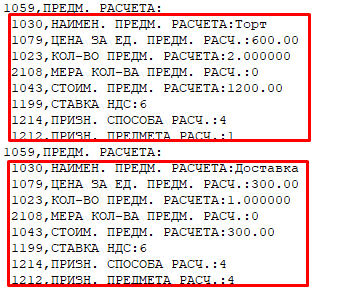 1059,ПРЕДМ. РАСЧЕТА:
1030,НАИМЕН. ПРЕДМ. РАСЧЕТА:Торт
1079,ЦЕНА ЗА ЕД. ПРЕДМ. РАСЧ.:600.00
1023,КОЛ-ВО ПРЕДМ. РАСЧЕТА:2.000000
2108,МЕРА КОЛ-ВА ПРЕДМ. РАСЧ.:0
1043,СТОИМ. ПРЕДМ. РАСЧЕТА:1200.00
1199,СТАВКА НДС:6
1214,ПРИЗН. СПОСОБА РАСЧ.:4
1212,ПРИЗН. ПРЕДМЕТА РАСЧ.:1
1059,ПРЕДМ. РАСЧЕТА:
1030,НАИМЕН. ПРЕДМ. РАСЧЕТА:Доставка
1079,ЦЕНА ЗА ЕД. ПРЕДМ. РАСЧ.:300.00
1023,КОЛ-ВО ПРЕДМ. РАСЧЕТА:1.000000
2108,МЕРА КОЛ-ВА ПРЕДМ. РАСЧ.:0
1043,СТОИМ. ПРЕДМ. РАСЧЕТА:300.00
1199,СТАВКА НДС:6
1214,ПРИЗН. СПОСОБА РАСЧ.:4
1212,ПРИЗН. ПРЕДМЕТА РАСЧ.:4